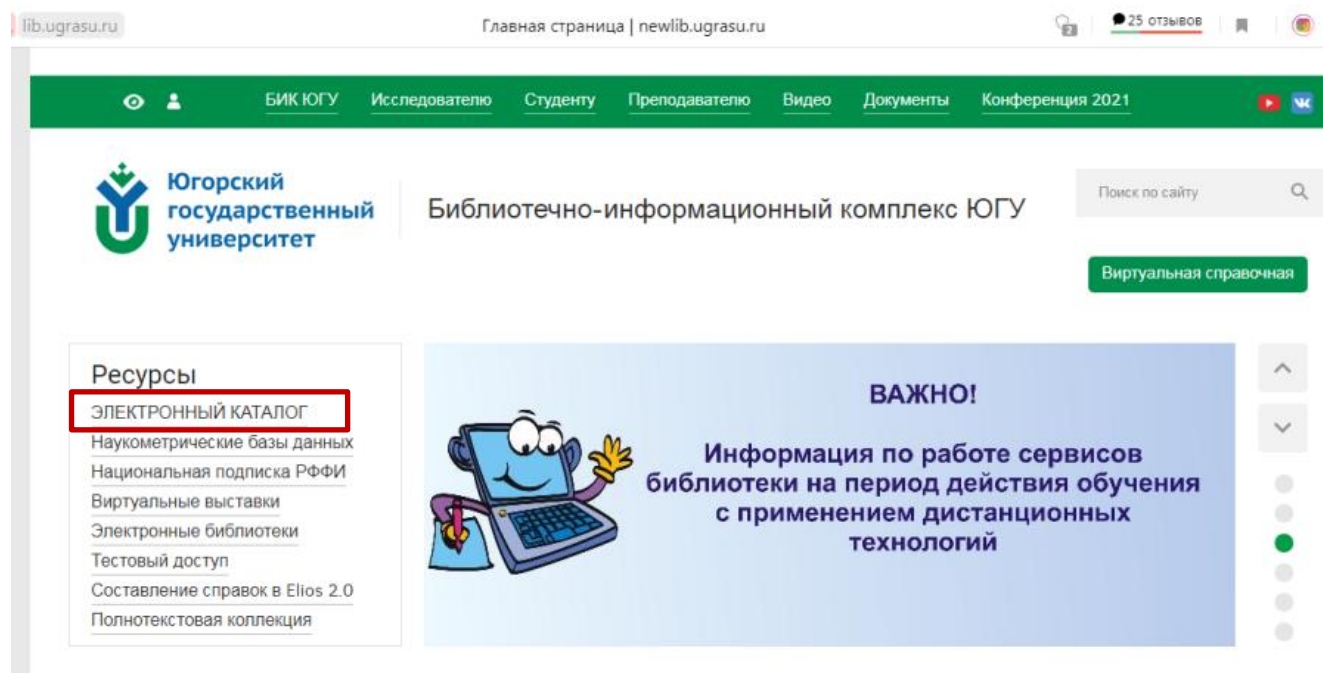 lib.ugrasu.ru
Главная страница | newlib.ugrasu.ru
2
25 отзывов
БИК ЮГУ Исследователю Студенту Преподавателю Видео Документы Конференция 2021
Югорский
государственный
университет
Библиотечно-информационный комплекс ЮГУ
Поиск по сайту
Виртуальная справочная
Ресурсы
ЭЛЕКТРОННЫЙ КАТАЛОГ
Наукометрические базы данных
Национальная подписка РФФИ
Виртуальные выставки
Электронные библиотеки
Тестовый доступ
Составление справок в Elios 2.0
Полнотекстовая коллекция
ВАЖНО!
Информация по работе сервисов
библиотеки на период действия обучения
с применением дистанционных
технологий